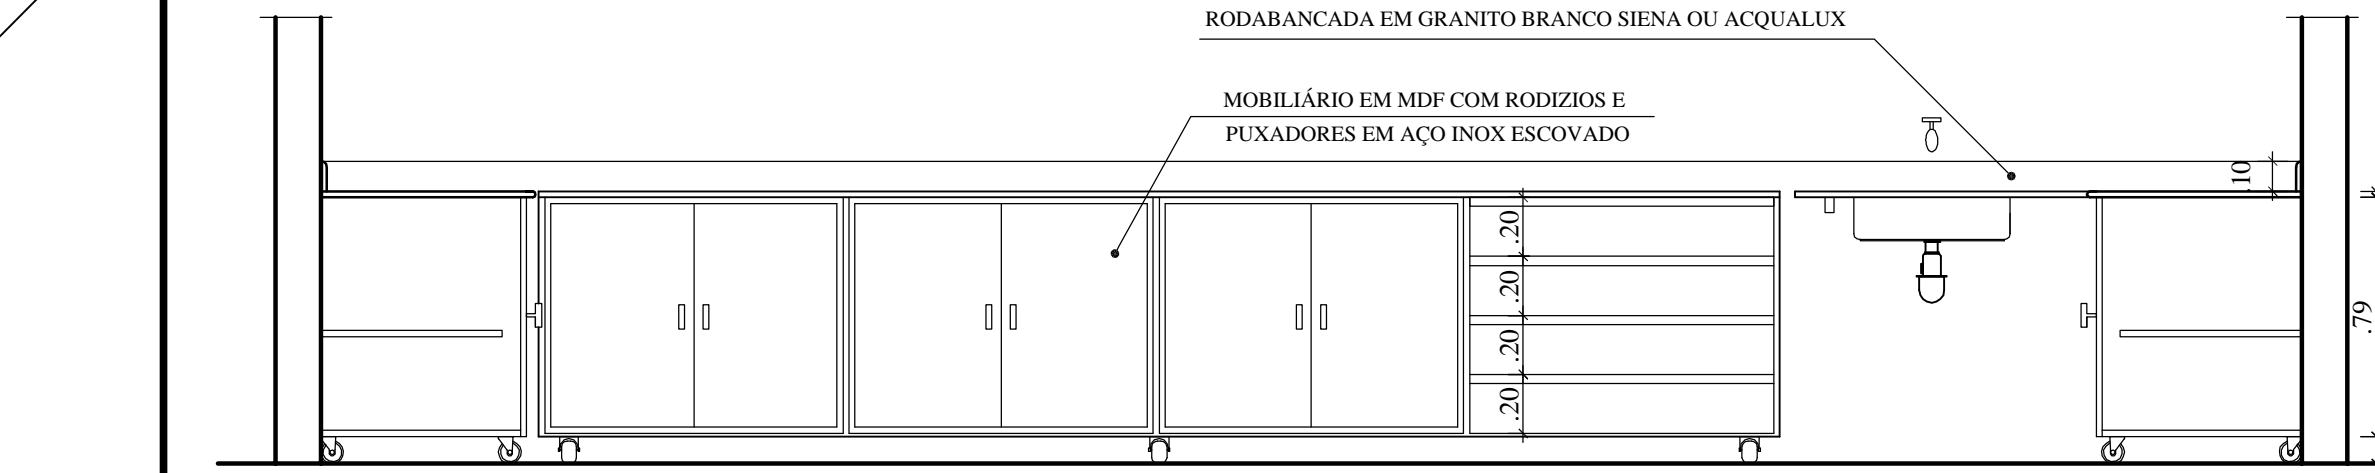 RODABANCADA EM GRANITO BRANCO SIENA OU ACQUALUX
MOBILIÁRIO EM MDF COM RODIZIOS E
PUXADORES EM AÇO INOX ESCOVADO
.10
.20
.20
.20
.20
.79